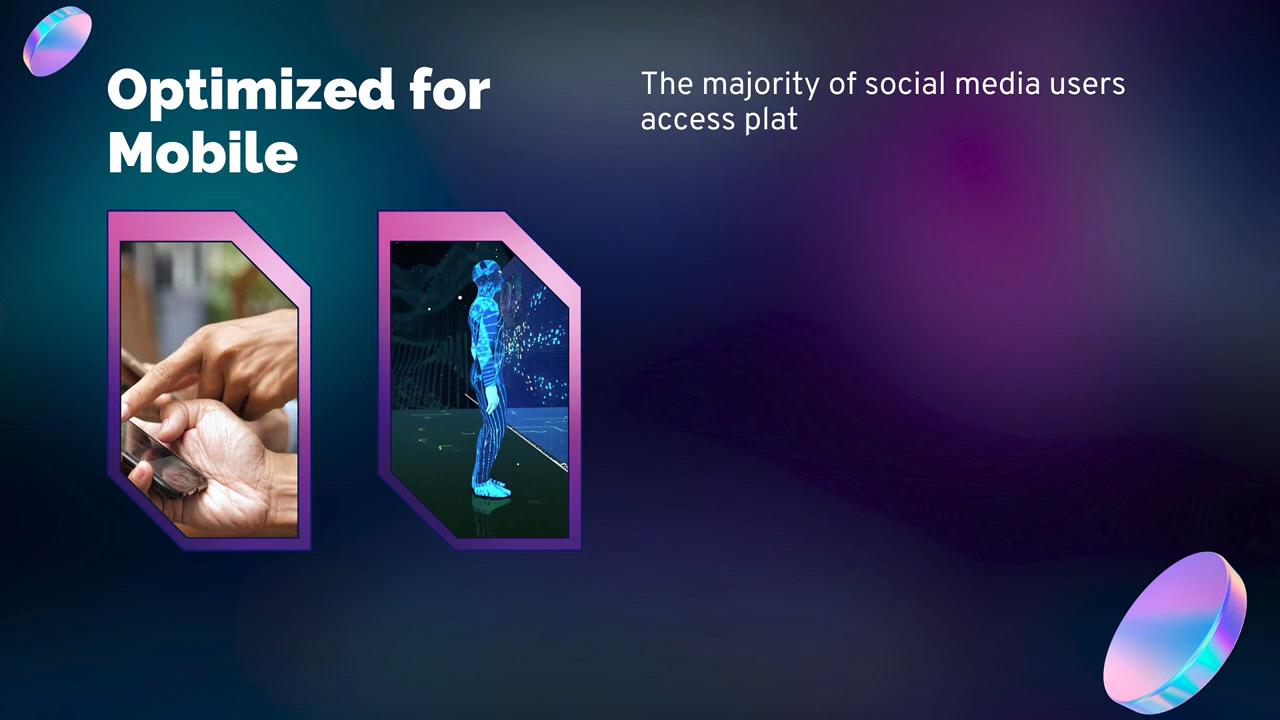 Optimized for
Mobile
The majority of social media users
access plat